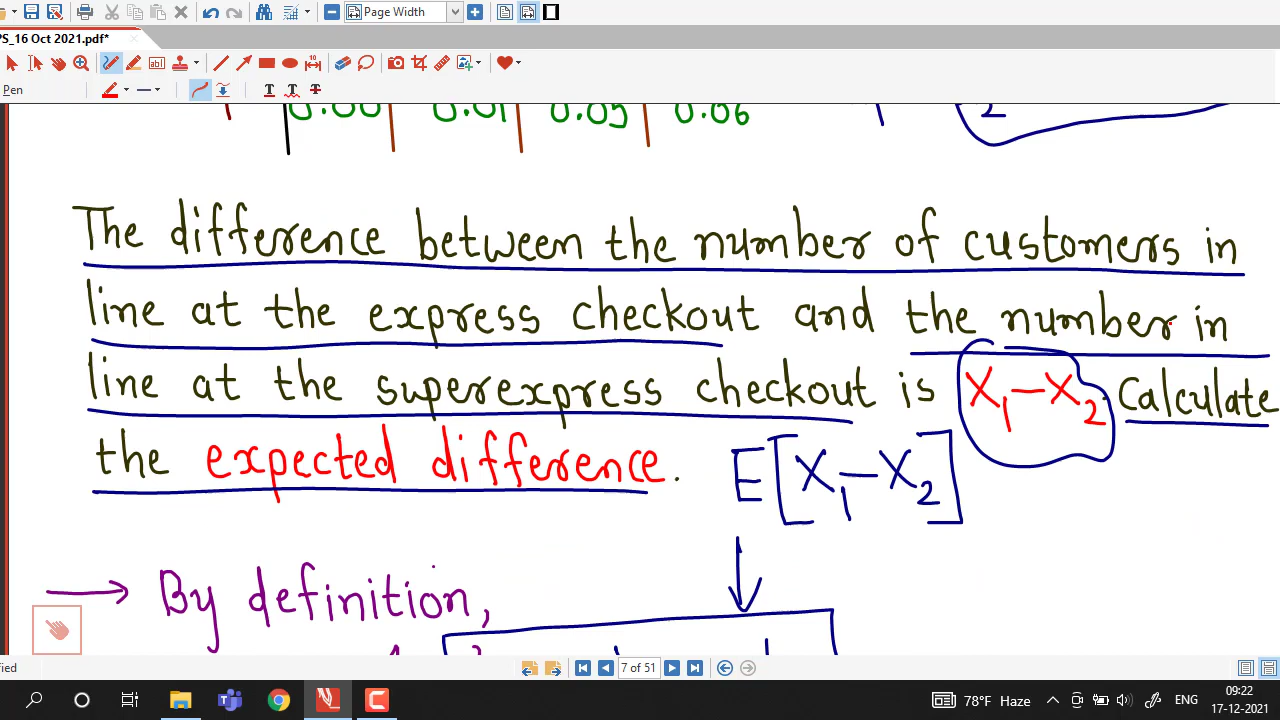 Page Width
PS_16 Oct 2021.pdf*
Pen
0.00 0.01 0.05 0.06
2
The difference between the number of customers in
line at the express checkout and the number in
line at the superexpress checkout is X1 — X2 Calculate
the expected difference. E[X1 — X2]
→ By definition,
7 of 51
fied
78°F Haze
ENG
09:22
17-12-2021